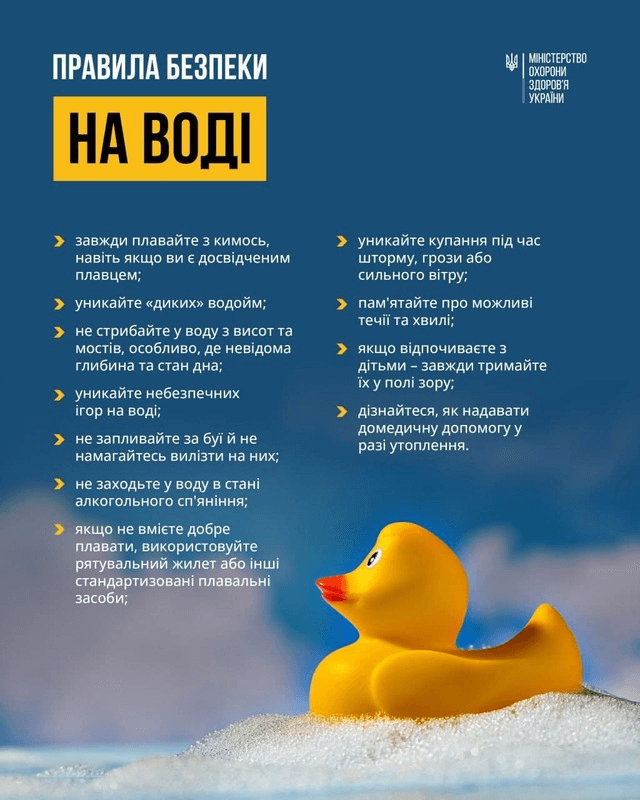 ПРАВИЛА БЕЗПЕКИ
НА ВОДІ
МІНІСТЕРСТВО
ОХОРОНИ
ЗДОРОВ'Я
УКРАЇНИ
завжди плавайте з кимось,
навіть якщо ви є досвідченим
плавцем;
уникайте «диких» водойм;
не стрибайте у воду з висот та
мостів, особливо, де невідома
глибина та стан дна;
уникайте небезпечних
ігор на воді;
не запливайте за буї й не
намагайтесь вилізти на них;
не заходьте у воду в стані
алкогольного сп'яніння;
якщо не вмієте добре
плавати, використовуйте
рятувальний жилет або інші
стандартизовані плавальні
засоби;
уникайте купання під час
шторму, грози або
сильного вітру;
пам'ятайте про можливі
течії та хвилі;
якщо відпочиваєте з
дітьми – завжди тримайте
їх у полі зору;
дізнайтеся, як надавати
домедичну допомогу у
разі утоплення.